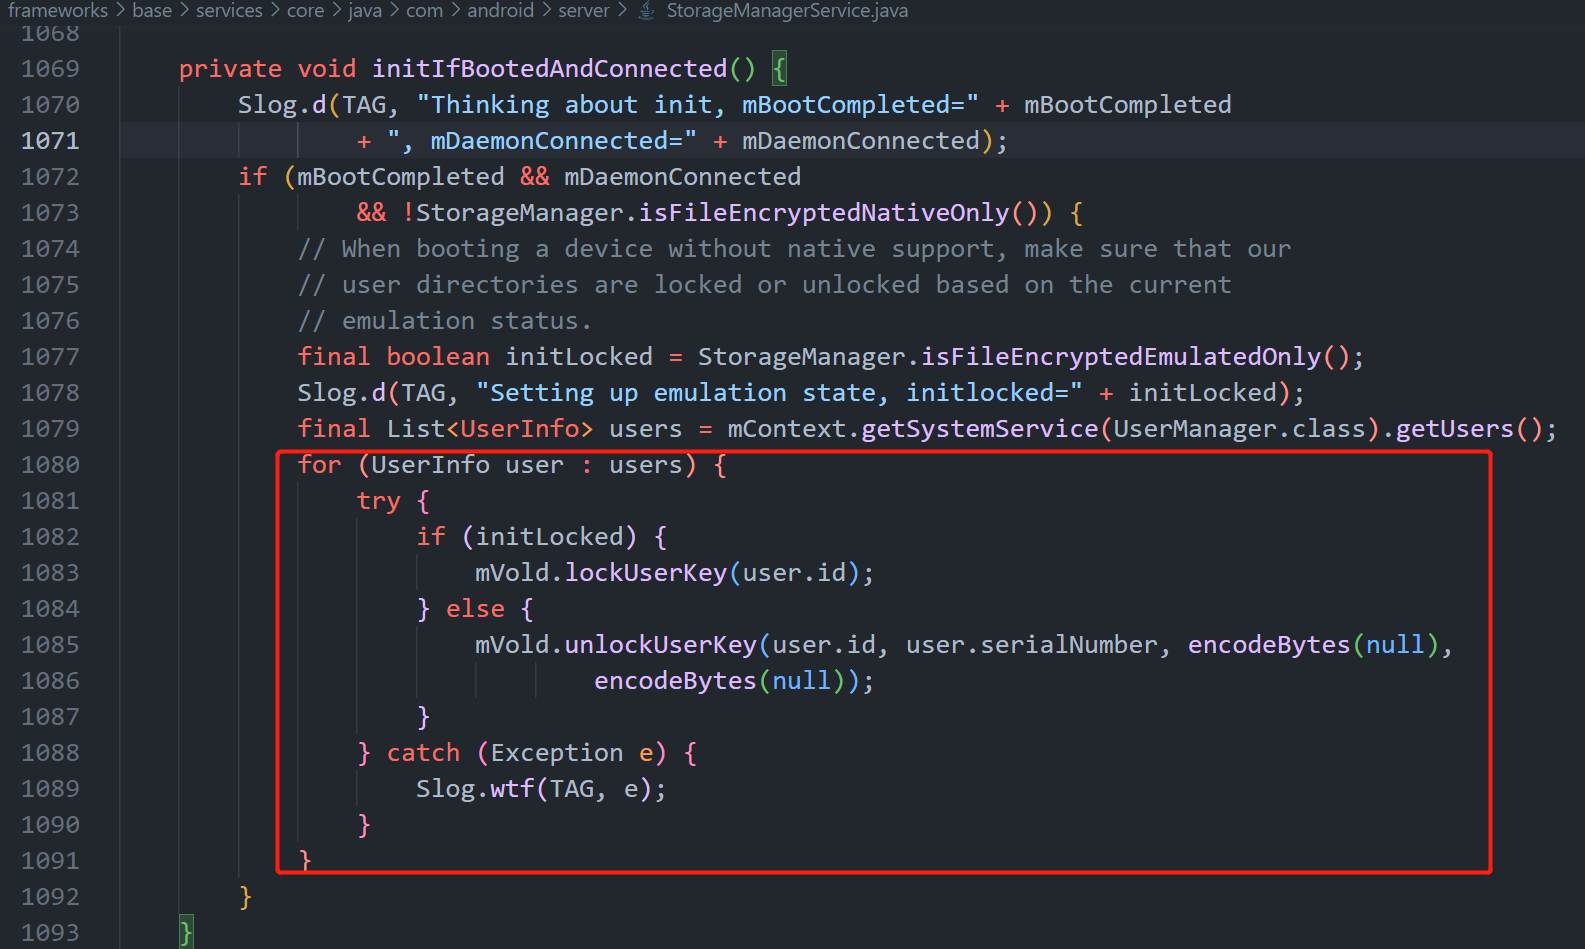 frameworks > base > services > core > java > com > android > server > StorageManagerService.java
1068
1069 private void initIfBootedAndConnected() {
1070 Slog.d(TAG, "Thinking about init, mBootCompleted=" + mBootCompleted
1071 + ", mDaemonConnected=" + mDaemonConnected);
1072 if (mBootCompleted && mDaemonConnected
1073 && !StorageManager.isFileEncryptedNativeOnly()) {
1074 // When booting a device without native support, make sure that our
1075 // user directories are locked or unlocked based on the current
1076 // emulation status.
1077 final boolean initLocked = StorageManager.isFileEncryptedEmulatedOnly();
1078 Slog.d(TAG, "Setting up emulation state, initlocked=" + initLocked);
1079 final List<UserInfo> users = mContext.getSystemService(UserManager.class).getUsers();
1080 for (UserInfo user : users) {
1081 try {
1082 if (initLocked) {
1083 mVold.lockUserKey(user.id);
1084 } else {
1085 mVold.unlockUserKey(user.id, user.serialNumber, encodeBytes(null),
1086 encodeBytes(null));
1087 }
1088 } catch (Exception e) {
1089 Slog.wtf(TAG, e);
1090 }
1091 }
1092 }
1093 }